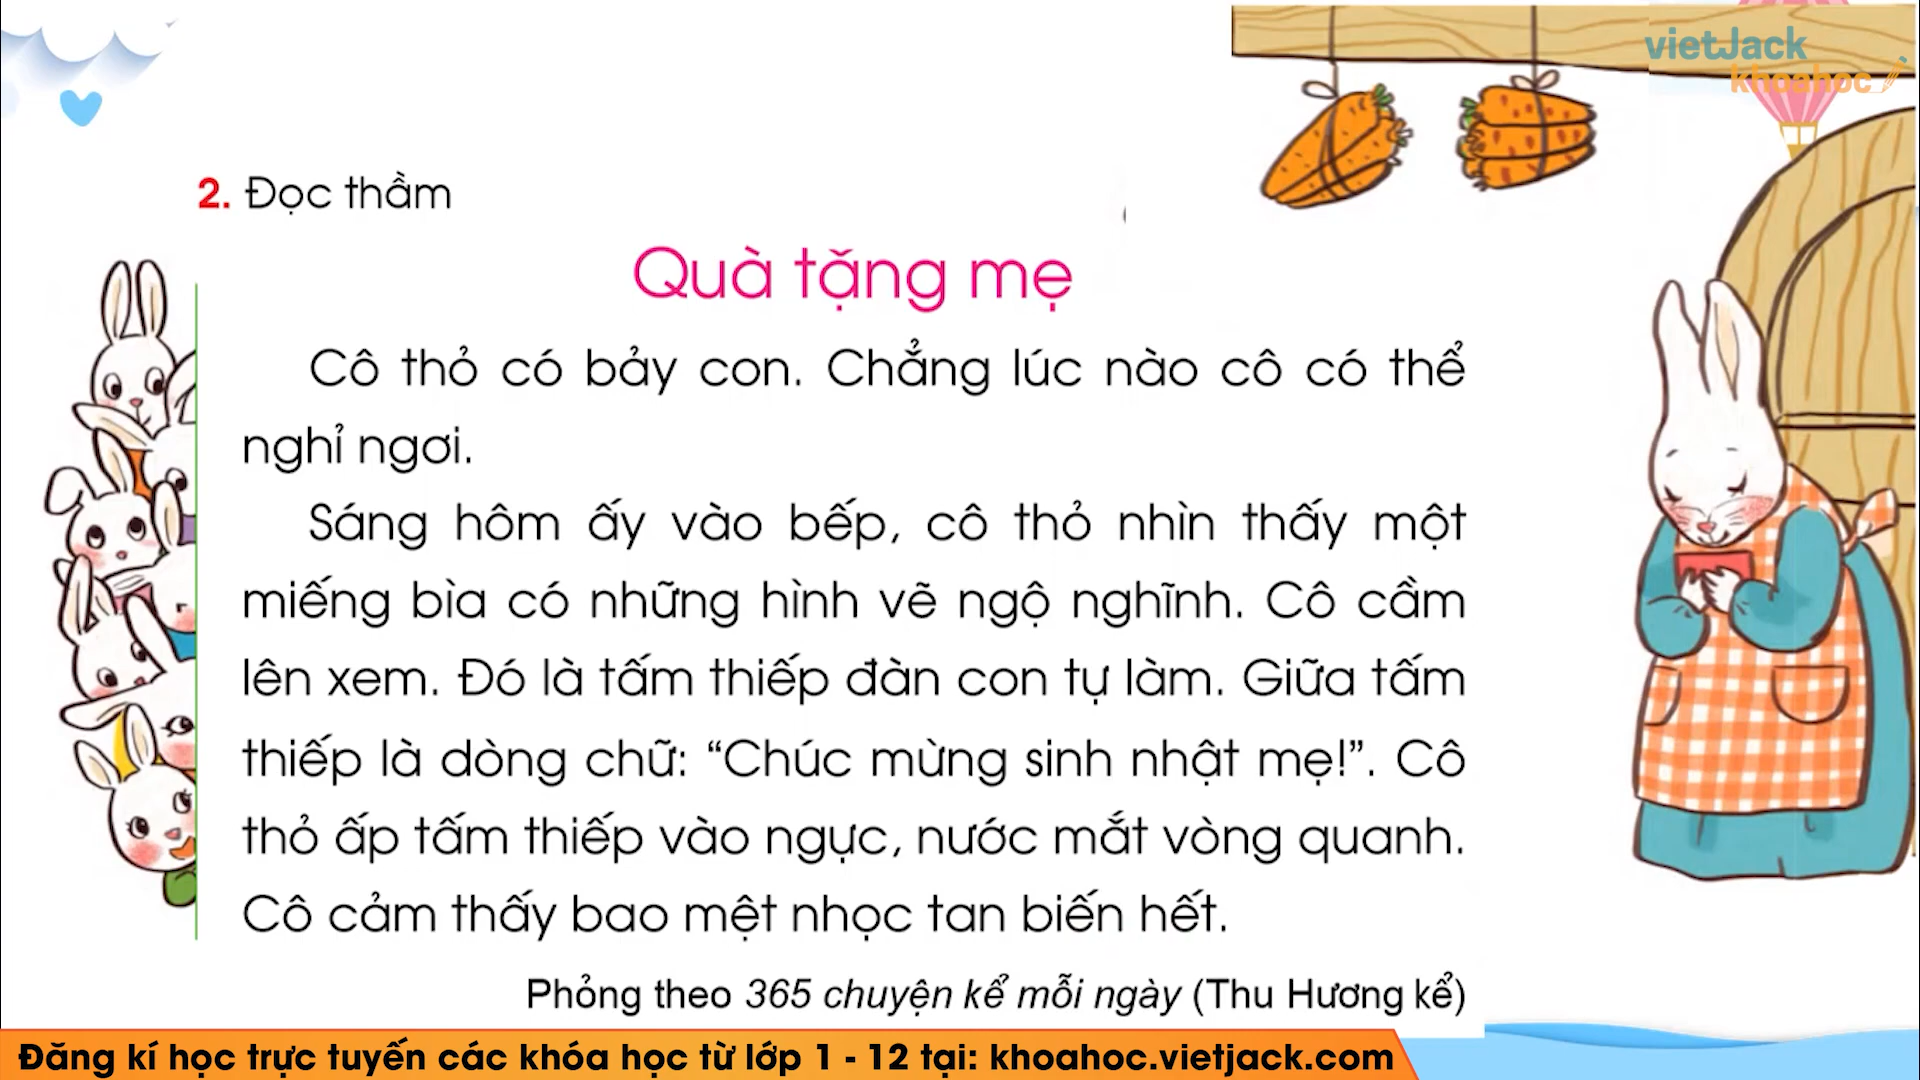 vietJack
khoahoc
2. Đọc thầm
Quà tặng mẹ
Cô thỏ có bảy con. Chẳng lúc nào cô có thể
nghỉ ngơi.
Sáng hôm ấy vào bếp, cô thỏ nhìn thấy một
miếng bìa có những hình vẽ ngộ nghĩnh. Cô cầm
lên xem. Đó là tấm thiếp đàn con tự làm. Giữa tấm
thiếp là dòng chữ: “Chúc mừng sinh nhật mẹ!”. Cô
thỏ ấp tấm thiếp vào ngực, nước mắt vòng quanh.
Cô cảm thấy bao mệt nhọc tan biến hết.
Phỏng theo 365 chuyện kể mỗi ngày (Thu Hương kể)
Đăng kí học trực tuyến các khóa học từ lớp 1 - 12 tại: khoahoc.vietjack.com